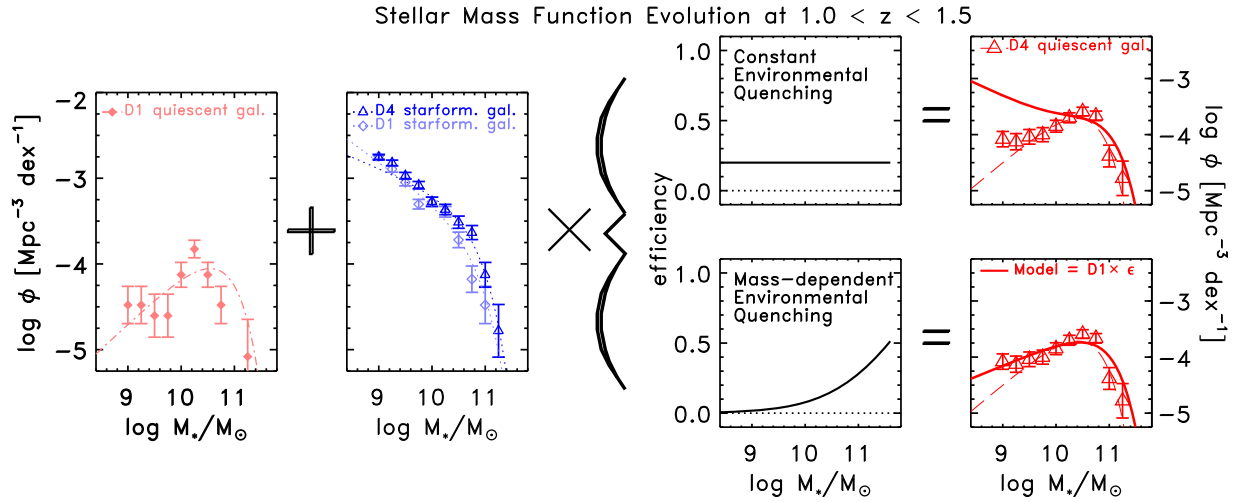 Stellar Mass Function Evolution at 1.0 < z < 1.5
log ϕ [Mpc⁻³ dex⁻¹]
−2
−3
−4
−5
D1 quiescent gal.
9 10 11
log M*/M☉
+
−2
−3
−4
−5
D4 starform. gal.
D1 starform. gal.
9 10 11
log M*/M☉
×
efficiency
1.0
0.5
0.0
Constant
Environmental
Quenching
=
D4 quiescent gal.
−3
−4
−5
1.0
0.5
0.0
Mass−dependent
Environmental
Quenching
9 10 11
log M*/M☉
=
Model = D1× ϵ
−3
−4
−5
9 10 11
log M*/M☉
log ϕ [Mpc⁻³ dex⁻¹]